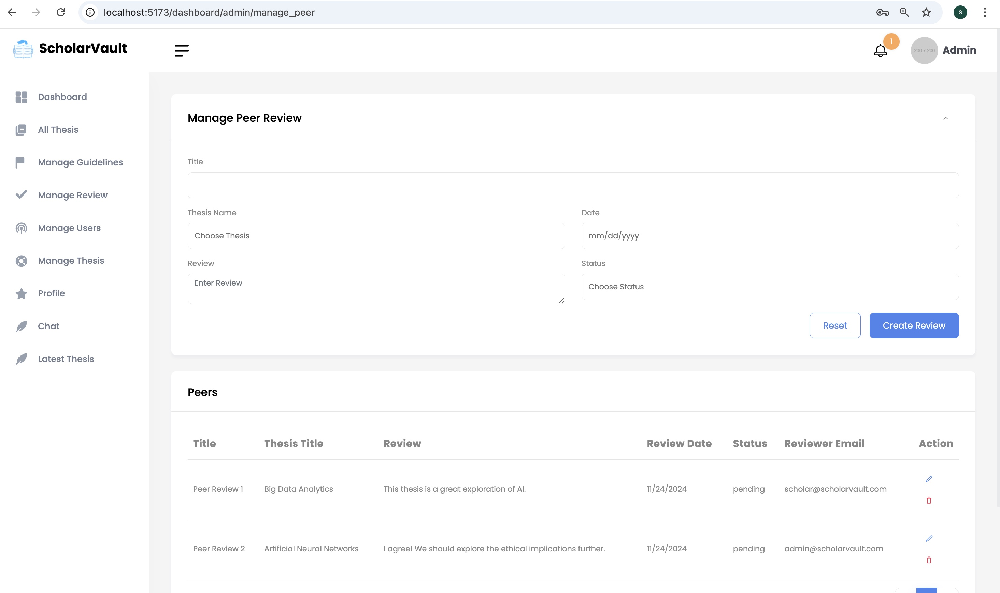 localhost:5173/dashboard/admin/manage_peer
S
ScholarVault
1
200 x 200
Admin
Dashboard
All Thesis
Manage Guidelines
Manage Review
Manage Users
Manage Thesis
Profile
Chat
Latest Thesis
Manage Peer Review
Title
Thesis Name Date
Choose Thesis mm/dd/yyyy
Review Status
Enter Review Choose Status
Reset Create Review
Peers
Title Thesis Title Review Review Date Status Reviewer Email Action
Peer Review 1 Big Data Analytics This thesis is a great exploration of AI. 11/24/2024 pending scholar@scholarvault.com
Peer Review 2 Artificial Neural Networks I agree! We should explore the ethical implications further. 11/24/2024 pending admin@scholarvault.com